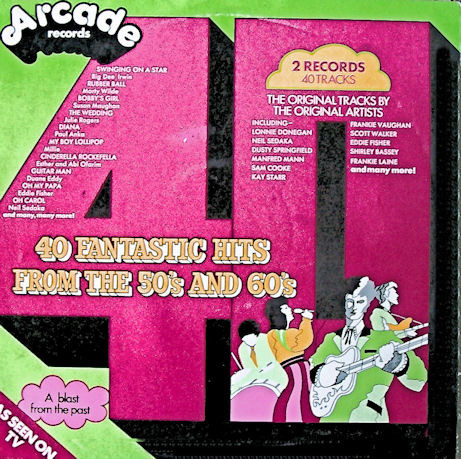 Arcade
records
SWINGING ON A STAR
Big Dee Irwin
RUBBER BALL
Marty Wilde
BOBBY'S GIRL
Susan Maughan
THE WEDDING
Julie Rogers
DIANA
Paul Anka
MY BOY LOLLIPOP
Millie
CINDERELLA ROCKEFELLA
Esther and Abi Ofarim
GUITAR MAN
Duane Eddy
OH MY PAPA
Eddie Fisher
OH CAROL
Neil Sedaka
and many, many more!
2 RECORDS
40 TRACKS
THE ORIGINAL TRACKS BY
THE ORIGINAL ARTISTS
INCLUDING—
LONNIE DONEGAN
NEIL SEDAKA
DUSTY SPRINGFIELD
MANFRED MANN
SAM COOKE
KAY STARR
FRANKIE VAUGHAN
SCOTT WALKER
EDDIE FISHER
SHIRLEY BASSEY
FRANKIE LAINE
and many more!
40
40 FANTASTIC HITS
FROM THE 50's AND 60's
A blast
from the past
AS SEEN ON
TV